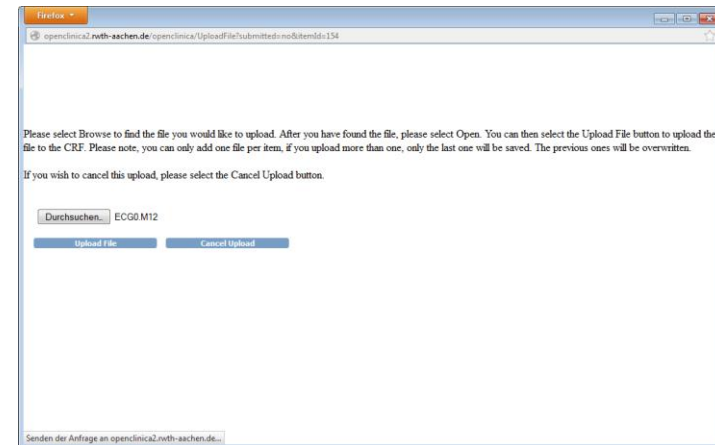 Firefox
openclinica2.rwth-aachen.de/openclinica/UploadFile?submitted=no&itemId=154
Please select Browse to find the file you would like to upload. After you have found the file, please select Open. You can then select the Upload File button to upload the
file to the CRF. Please note, you can only add one file per item, if you upload more than one, only the last one will be saved. The previous ones will be overwritten.
If you wish to cancel this upload, please select the Cancel Upload button.
Durchsuchen_ ECG0.M12
Upload File Cancel Upload
Senden der Anfrage an openclinica2.rwth-aachen.de...